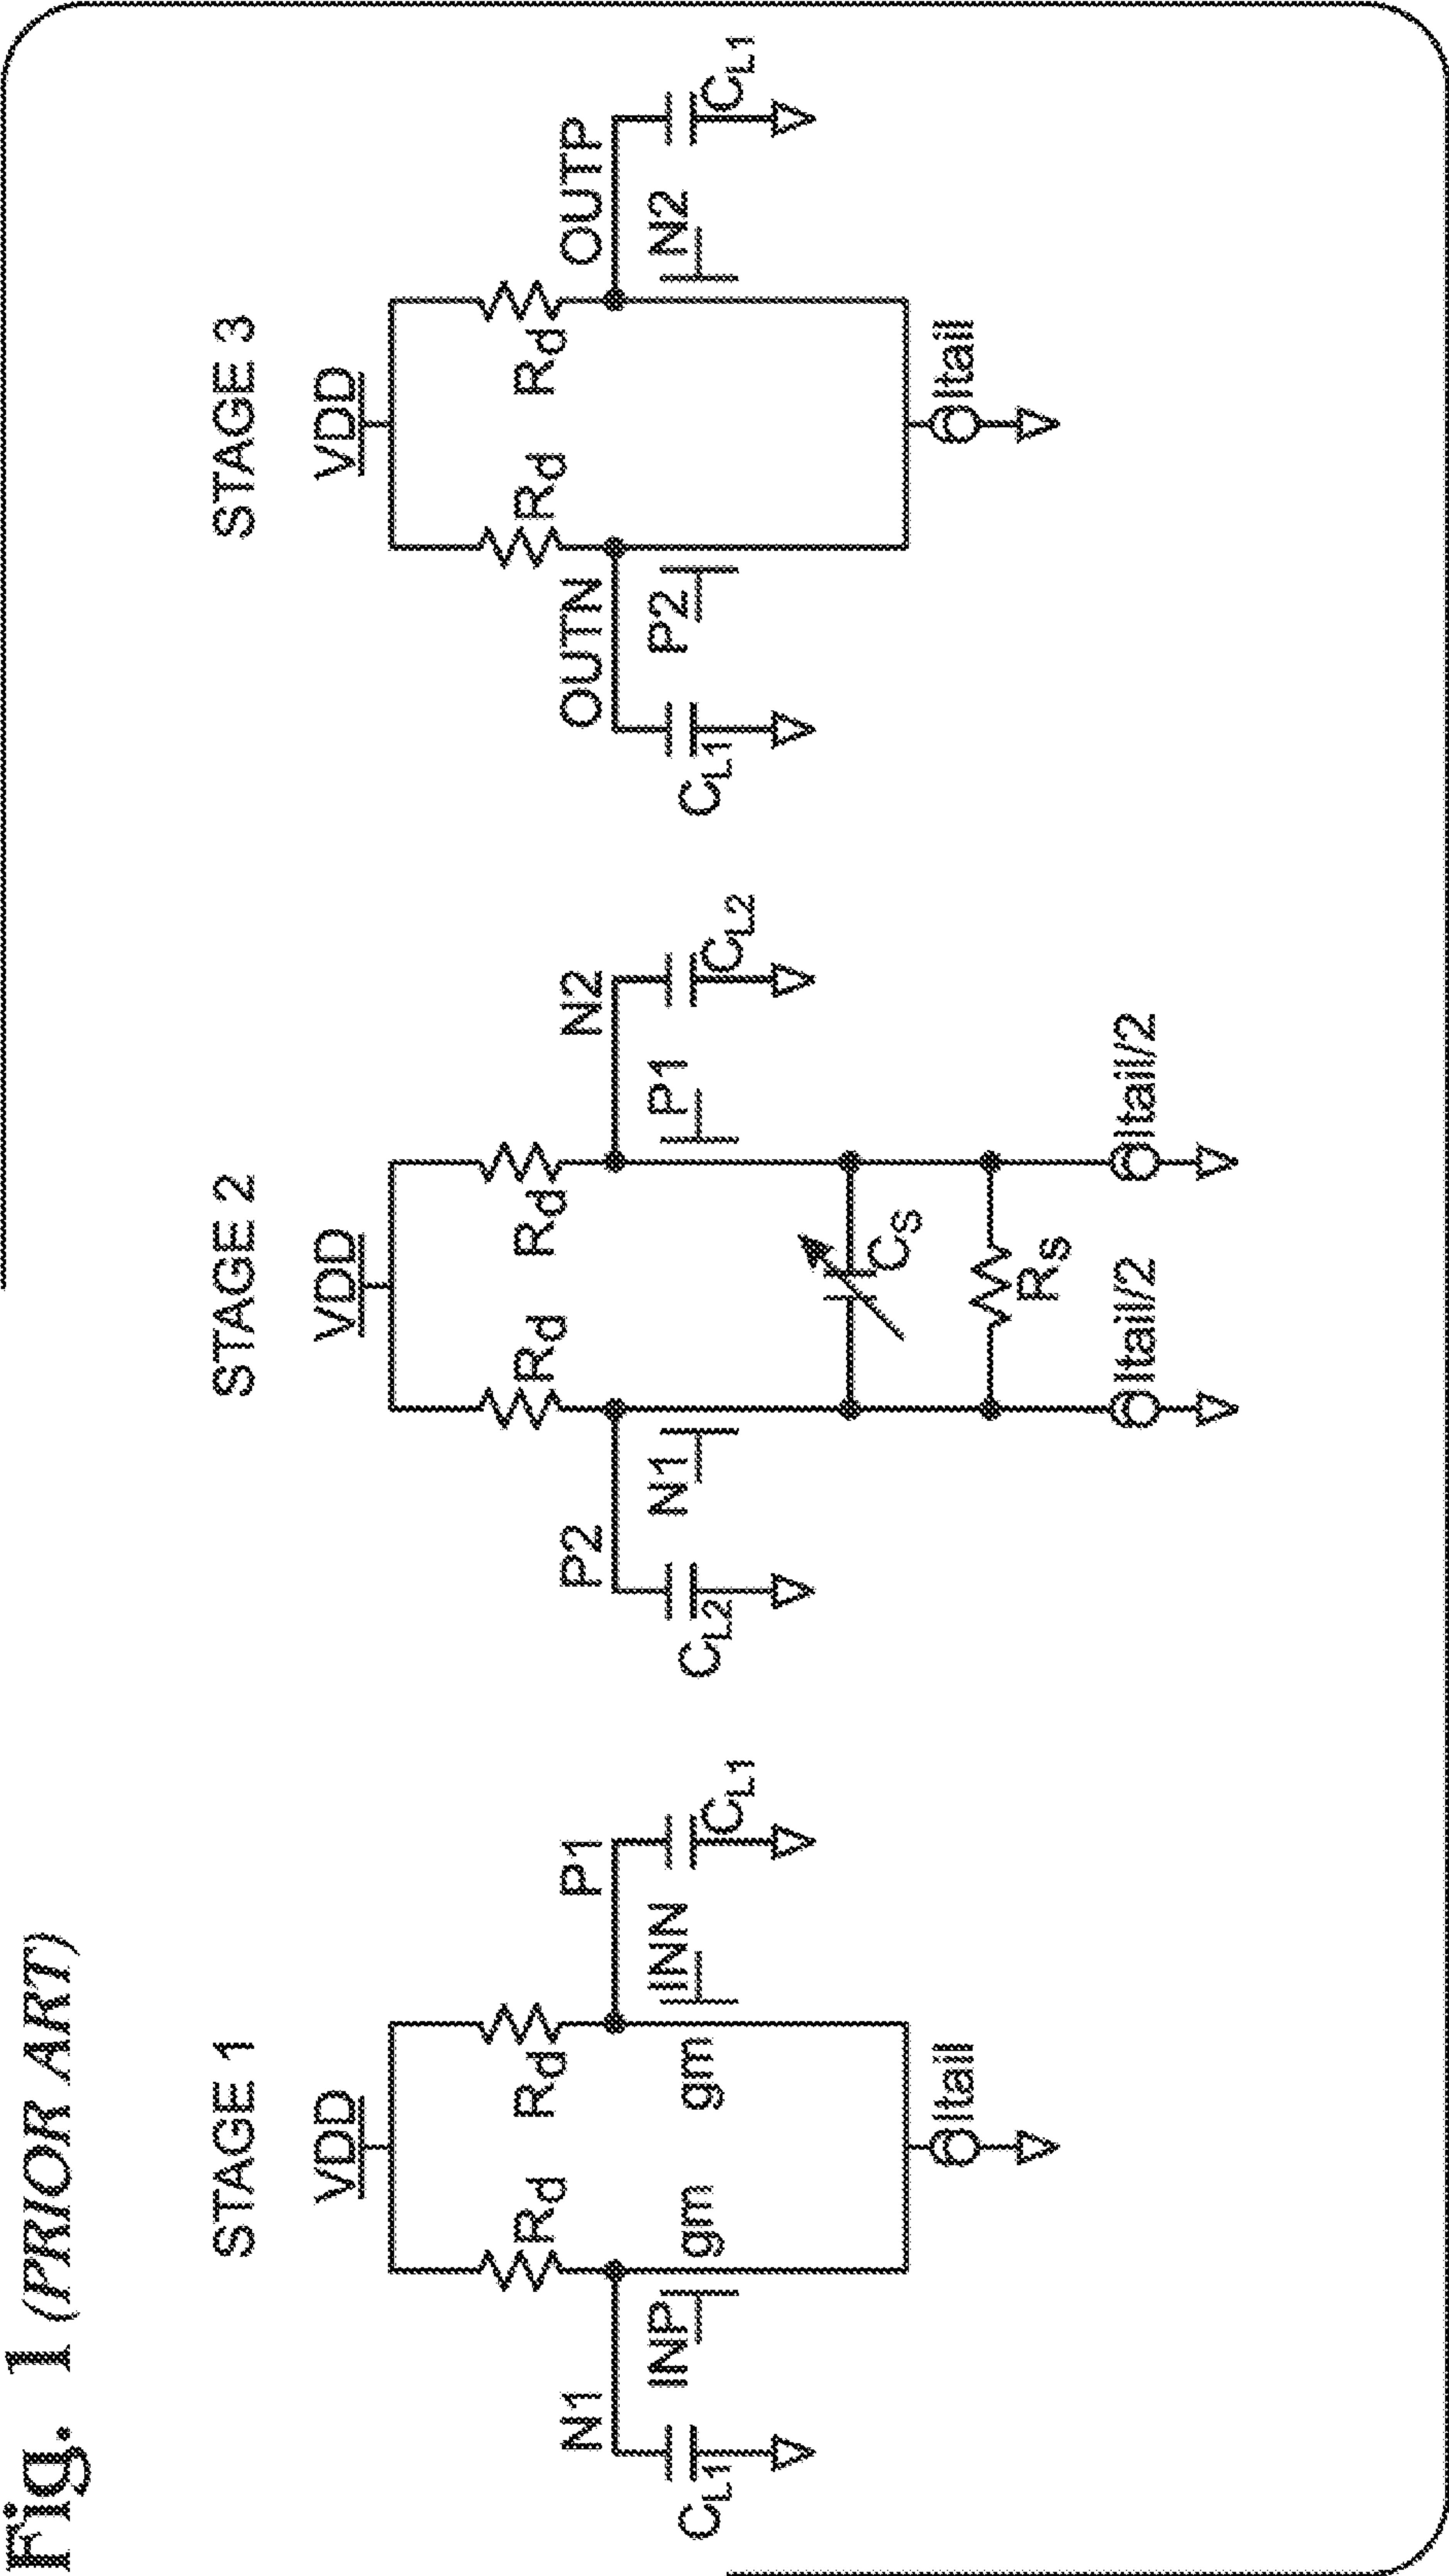 Fig. 1 (PRIOR ART)
STAGE 1
VDD
Rd Rd
N1 P1
INP INN
gm gm
CL1 CL1
Itail
STAGE 2
VDD
Rd Rd
P2 N2
N1 P1
CL2 CL2
CS
RS
Itail/2 Itail/2
STAGE 3
VDD
Rd Rd
OUTN OUTP
P2 N2
CL1 CL1
Itail